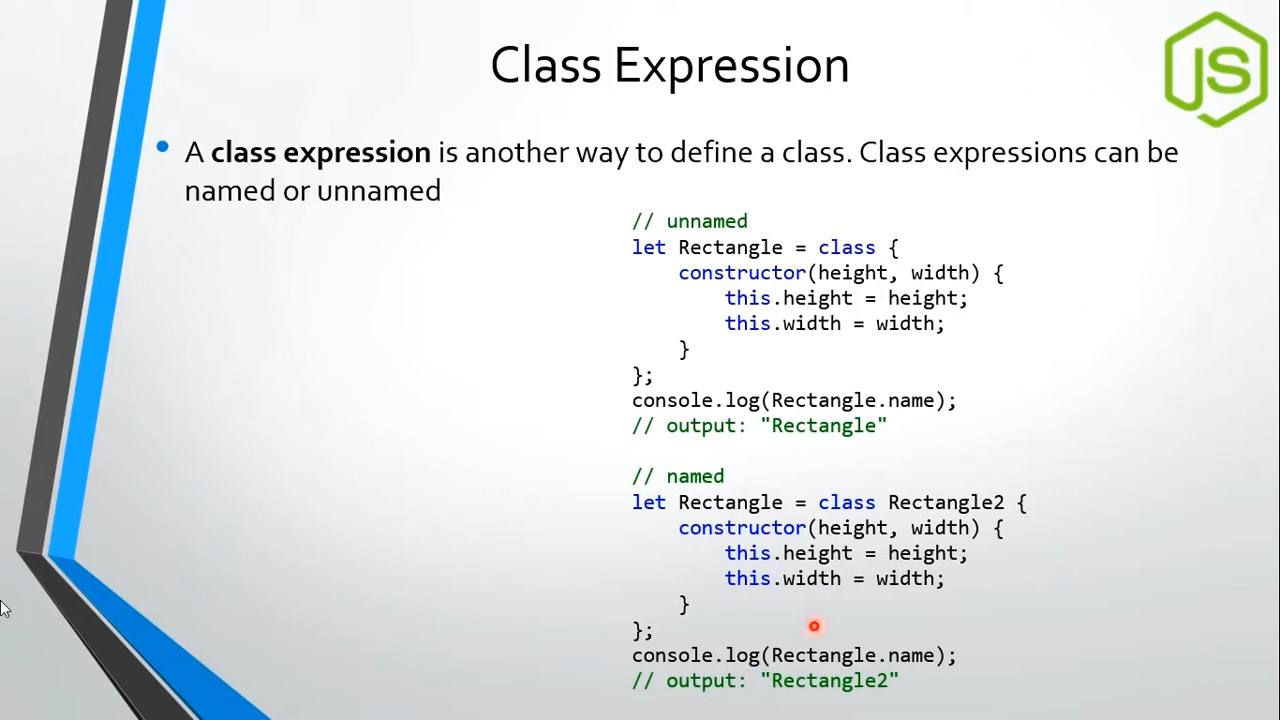 Class Expression
JS
• A class expression is another way to define a class. Class expressions can be
named or unnamed
// unnamed
let Rectangle = class {
    constructor(height, width) {
        this.height = height;
        this.width = width;
    }
};
console.log(Rectangle.name);
// output: "Rectangle"

// named
let Rectangle = class Rectangle2 {
    constructor(height, width) {
        this.height = height;
        this.width = width;
    }
};
console.log(Rectangle.name);
// output: "Rectangle2"